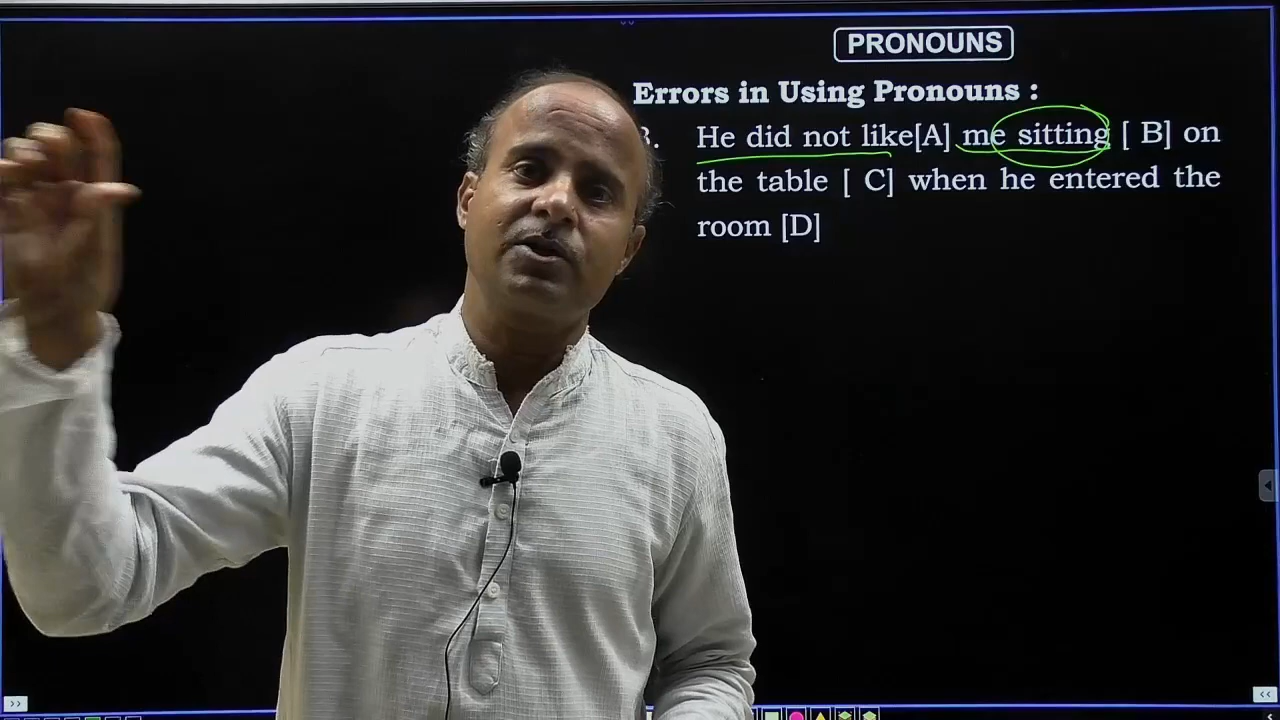 PRONOUNS
Errors in Using Pronouns :
3. He did not like[A] me sitting [ B] on
the table [ C] when he entered the
room [D]